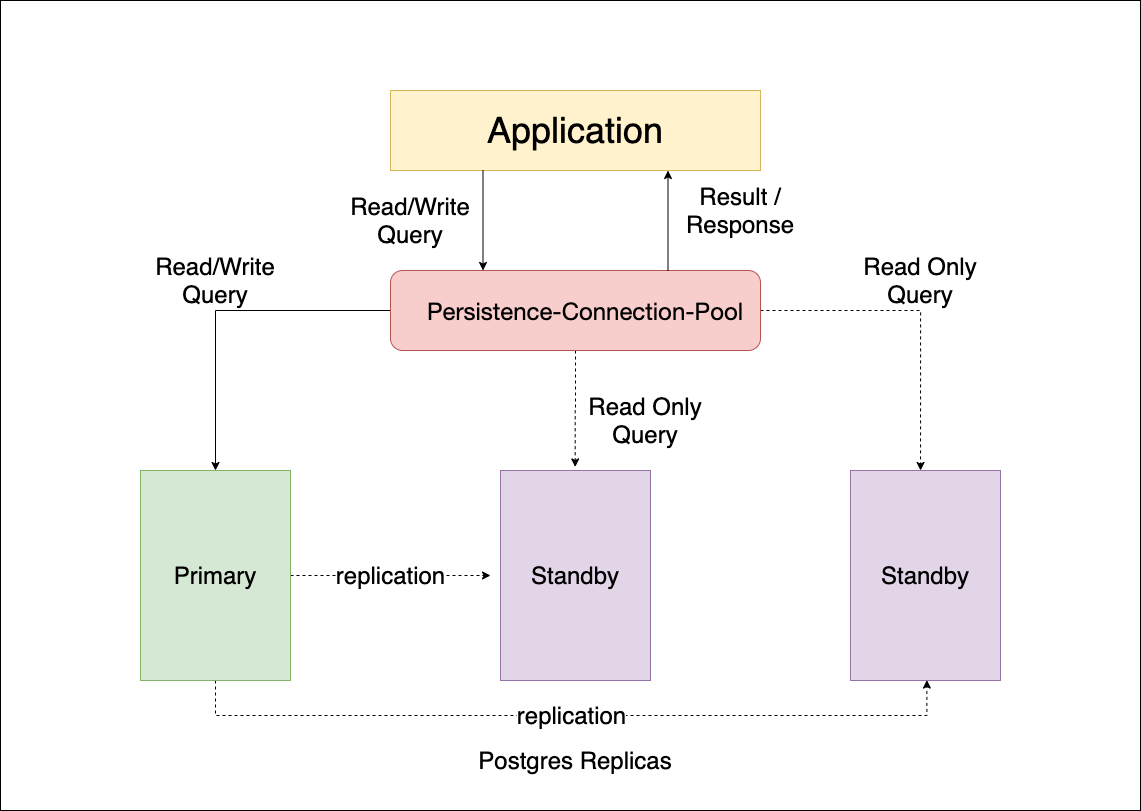 Application
Read/Write
Query
Result /
Response
Read/Write
Query
Read Only
Query
Persistence-Connection-Pool
Read Only
Query
Primary
replication
Standby
Standby
replication
Postgres Replicas